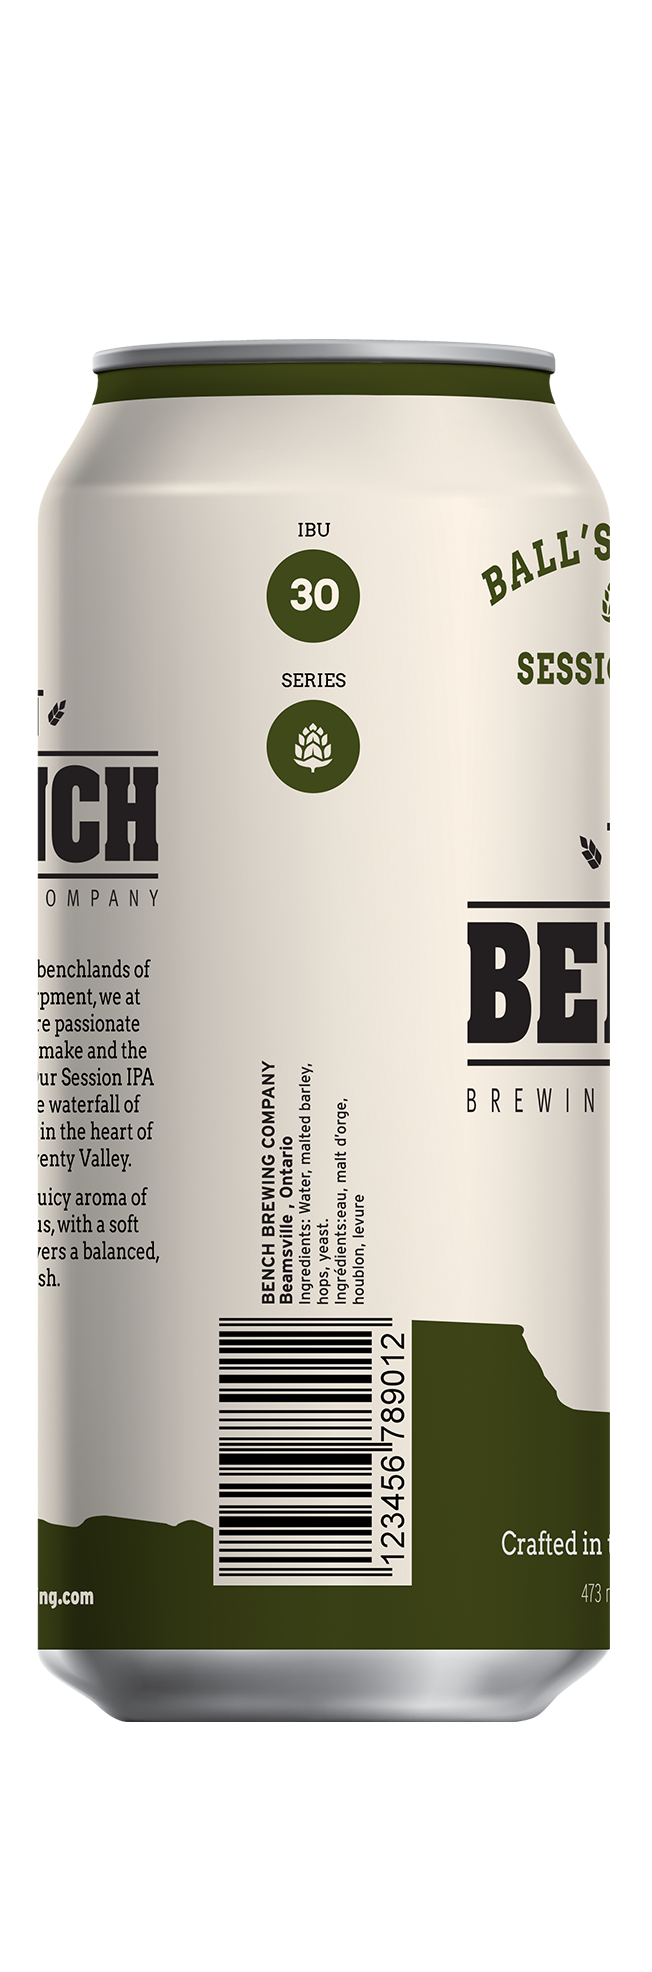 IBU
30
SERIES
BALL'S
SESSIO
NCH
OMPANY
benchlands of
rpment, we at
re passionate
make and the
ur Session IPA
e waterfall of
in the heart of
enty Valley.
uicy aroma of
us, with a soft
vers a balanced,
sh.
ng.com
BENCH BREWING COMPANY
Beamsville , Ontario
Ingredients: Water, malted barley,
hops, yeast.
Ingrédients:eau, malt d'orge,
houblon, levure
123456 789012
BE
BREWIN
Crafted in
473